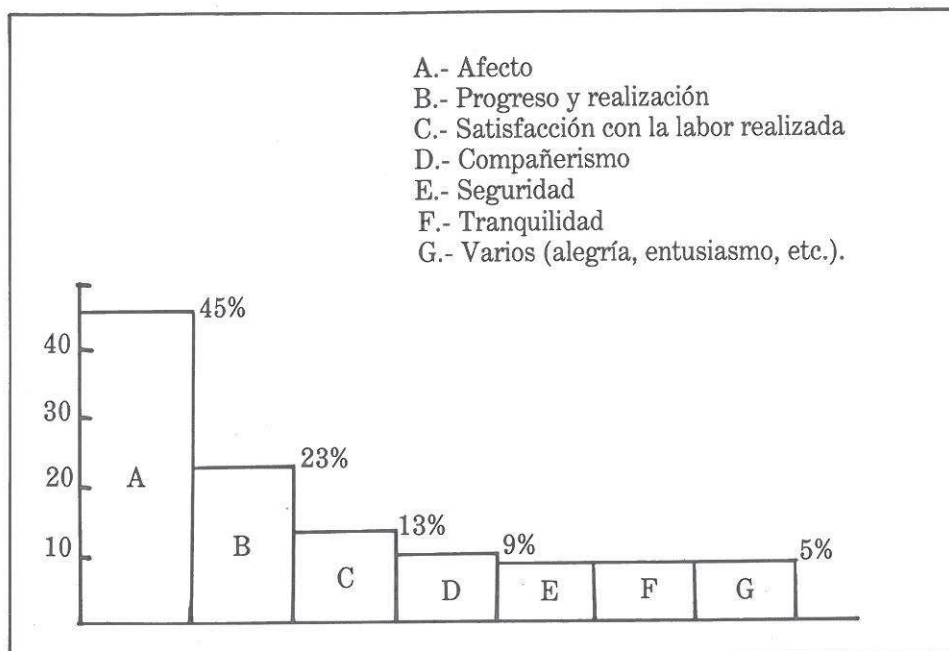 A.- Afecto
B.- Progreso y realización
C.- Satisfacción con la labor realizada
D.- Compañerismo
E.- Seguridad
F.- Tranquilidad
G.- Varios (alegría, entusiasmo, etc.).
45%
40
30
23%
20
A
13%
10
B
9%
5%
C
D
E
F
G